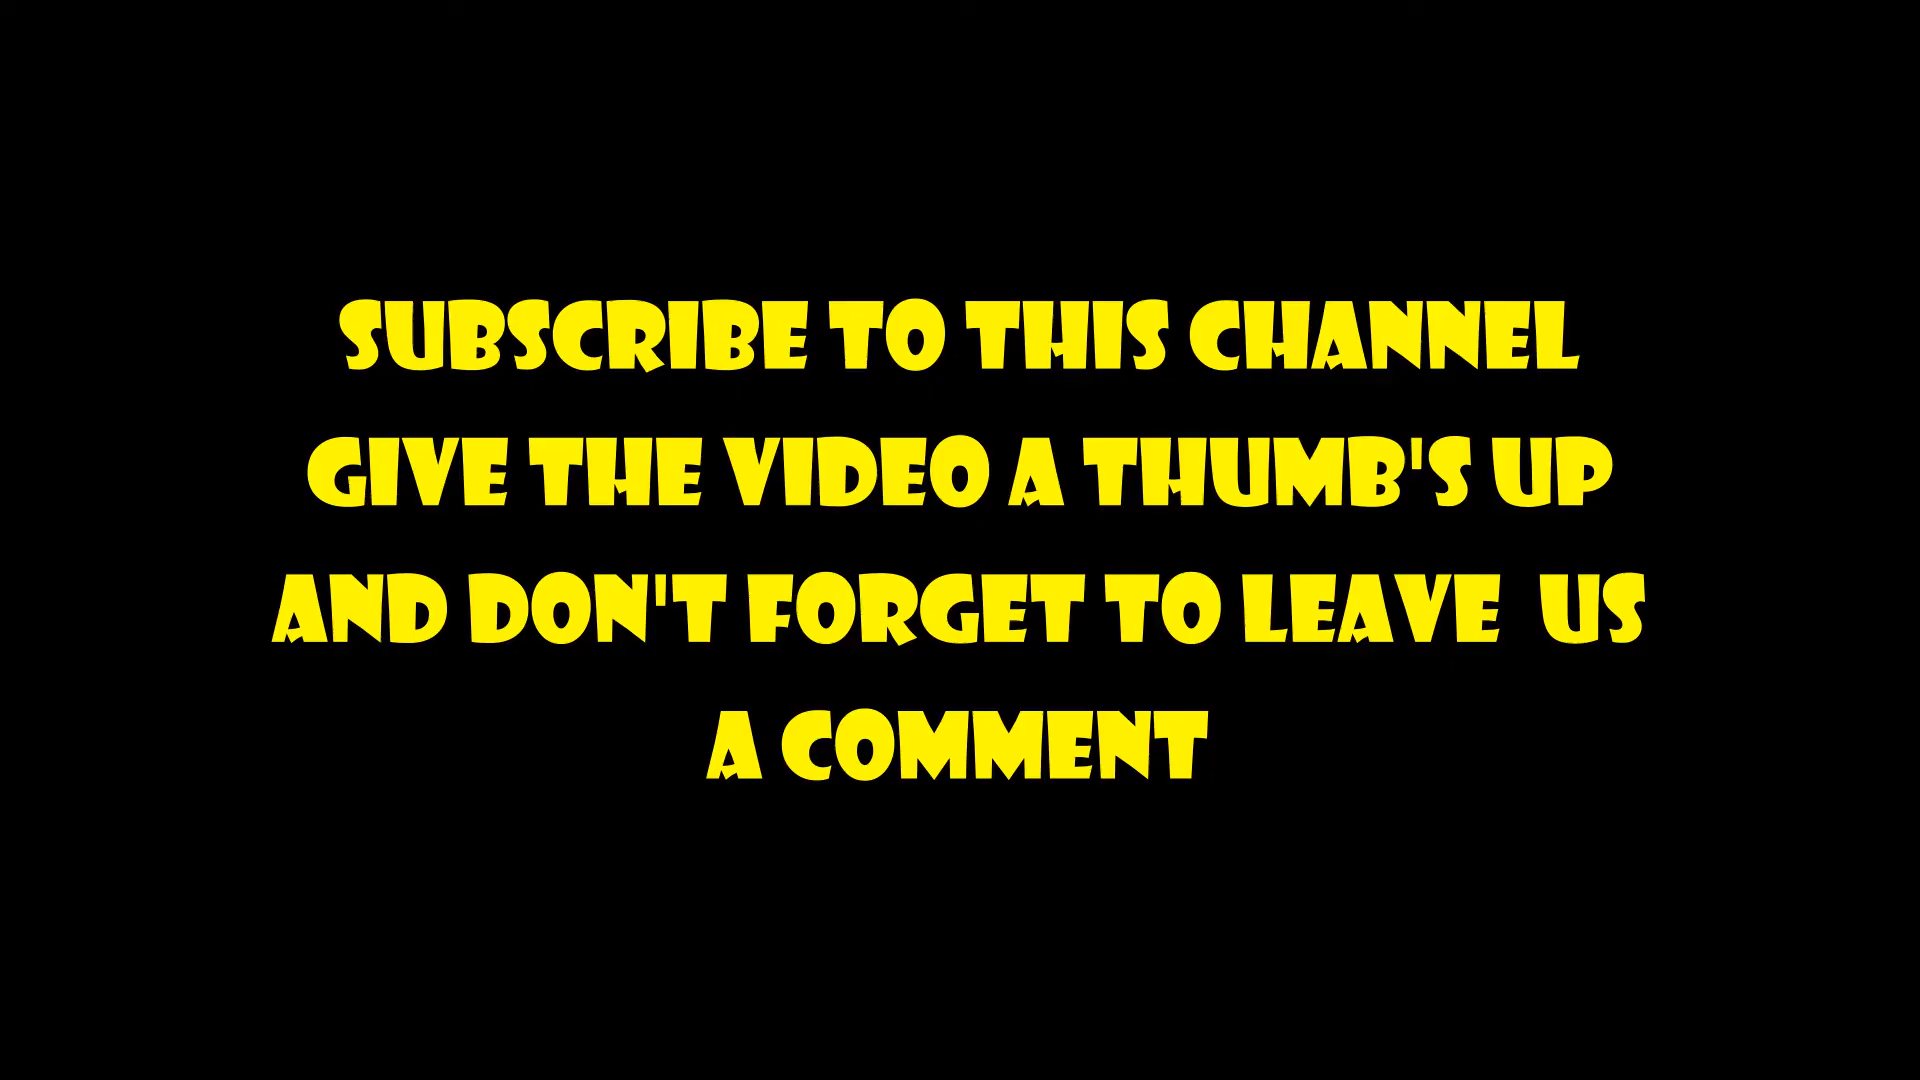 SUBSCRIBE TO THIS CHANNEL
GIVE THE VIDEO A THUMB'S UP
AND DON'T FORGET TO LEAVE  US
A COMMENT